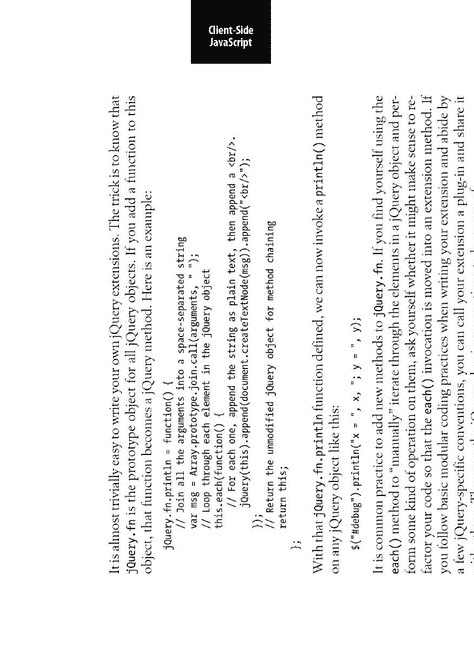 Client-Side
JavaScript
It is almost trivially easy to write your own jQuery extensions. The trick is to know that
jQuery.fn is the prototype object for all jQuery objects. If you add a function to this
object, that function becomes a jQuery method. Here is an example:
jQuery.fn.println = function() {
// Join all the arguments into a space-separated string
var msg = Array.prototype.join.call(arguments, " ");
// Loop through each element in the jQuery object
this.each(function() {
// For each one, append the string as plain text, then append a <br/>.
jQuery(this).append(document.createTextNode(msg)).append("<br/>");
});
// Return the unmodified jQuery object for method chaining
return this;
};
With that jQuery.fn.println function defined, we can now invoke a println() method
on any jQuery object like this:
$("#debug").println("x = ", x, "; y = ", y);
It is common practice to add new methods to jQuery.fn. If you find yourself using the
each() method to “manually” iterate through the elements in a jQuery object and per-
form some kind of operation on them, ask yourself whether it might make sense to re-
factor your code so that the each() invocation is moved into an extension method. If
you follow basic modular coding practices when writing your extension and abide by
a few jQuery-specific conventions, you can call your extension a plug-in and share it